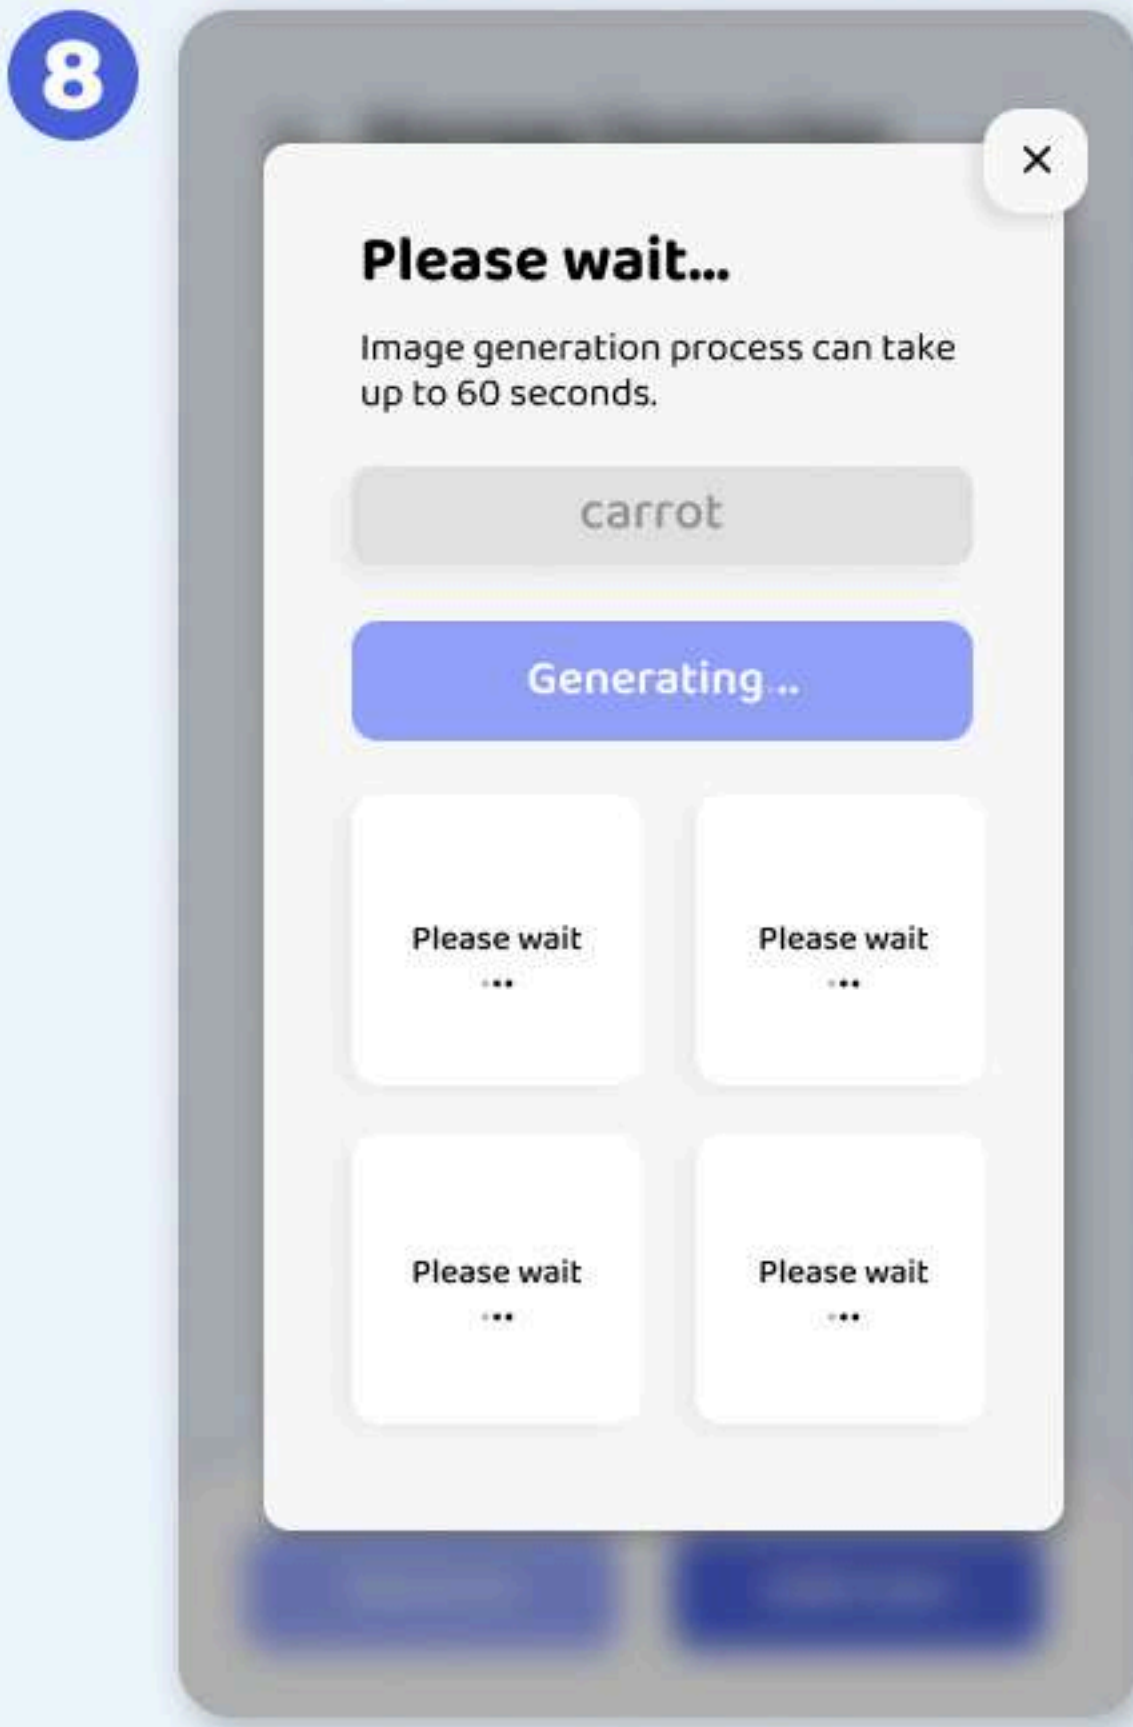 8
Please wait...
Image generation process can take
up to 60 seconds.
carrot
Generating ..
Please wait
...
Please wait
...
Please wait
...
Please wait
...